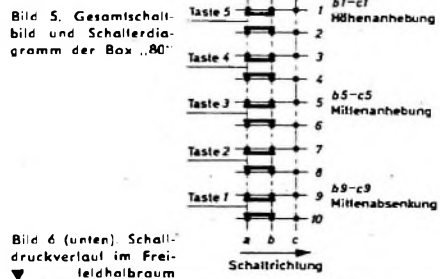 Bild 5. Gesamtschalt-
bild und Schalterdia-
gramm der Box „80"
Bild 6 (unten). Schall-
druckverlauf im Frei-
feldhalbraum
Taste 5
1
b1-c1
Höhenanhebung
2
Taste 4
3
4
5
b5-c5
Mittenanhebung
Taste 3
6
Taste 2
7
8
Taste 1
9
b9-c9
Mittenabsenkung
10
a b c
Schaltrichtung